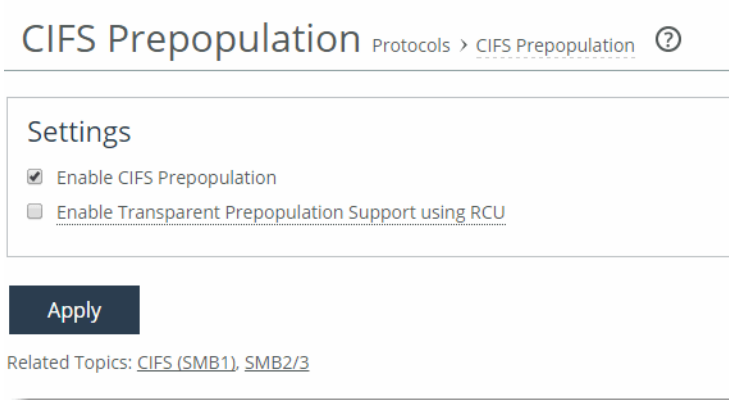 CIFS Prepopulation Protocols › CIFS Prepopulation ?
Settings
Enable CIFS Prepopulation
Enable Transparent Prepopulation Support using RCU
Apply
Related Topics: CIFS (SMB1), SMB2/3